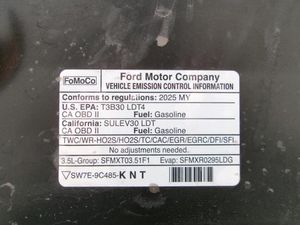 FoMoCo
Ford Motor Company
VEHICLE EMISSION CONTROL INFORMATION
Conforms to regulations: 2025 MY
U.S. EPA: T3B30 LDT4
CA OBD II Fuel: Gasoline
California: SULEV30 LDT
CA OBD II Fuel: Gasoline
TWC/WR-HO2S/HO2S/TC/CAC/EGR/EGRC/DFI/SFI
No adjustments needed.
3.5L-Group: SFMXT03.51F1 Evap: SFMXR0295LDG
SW7E-9C485-KNT